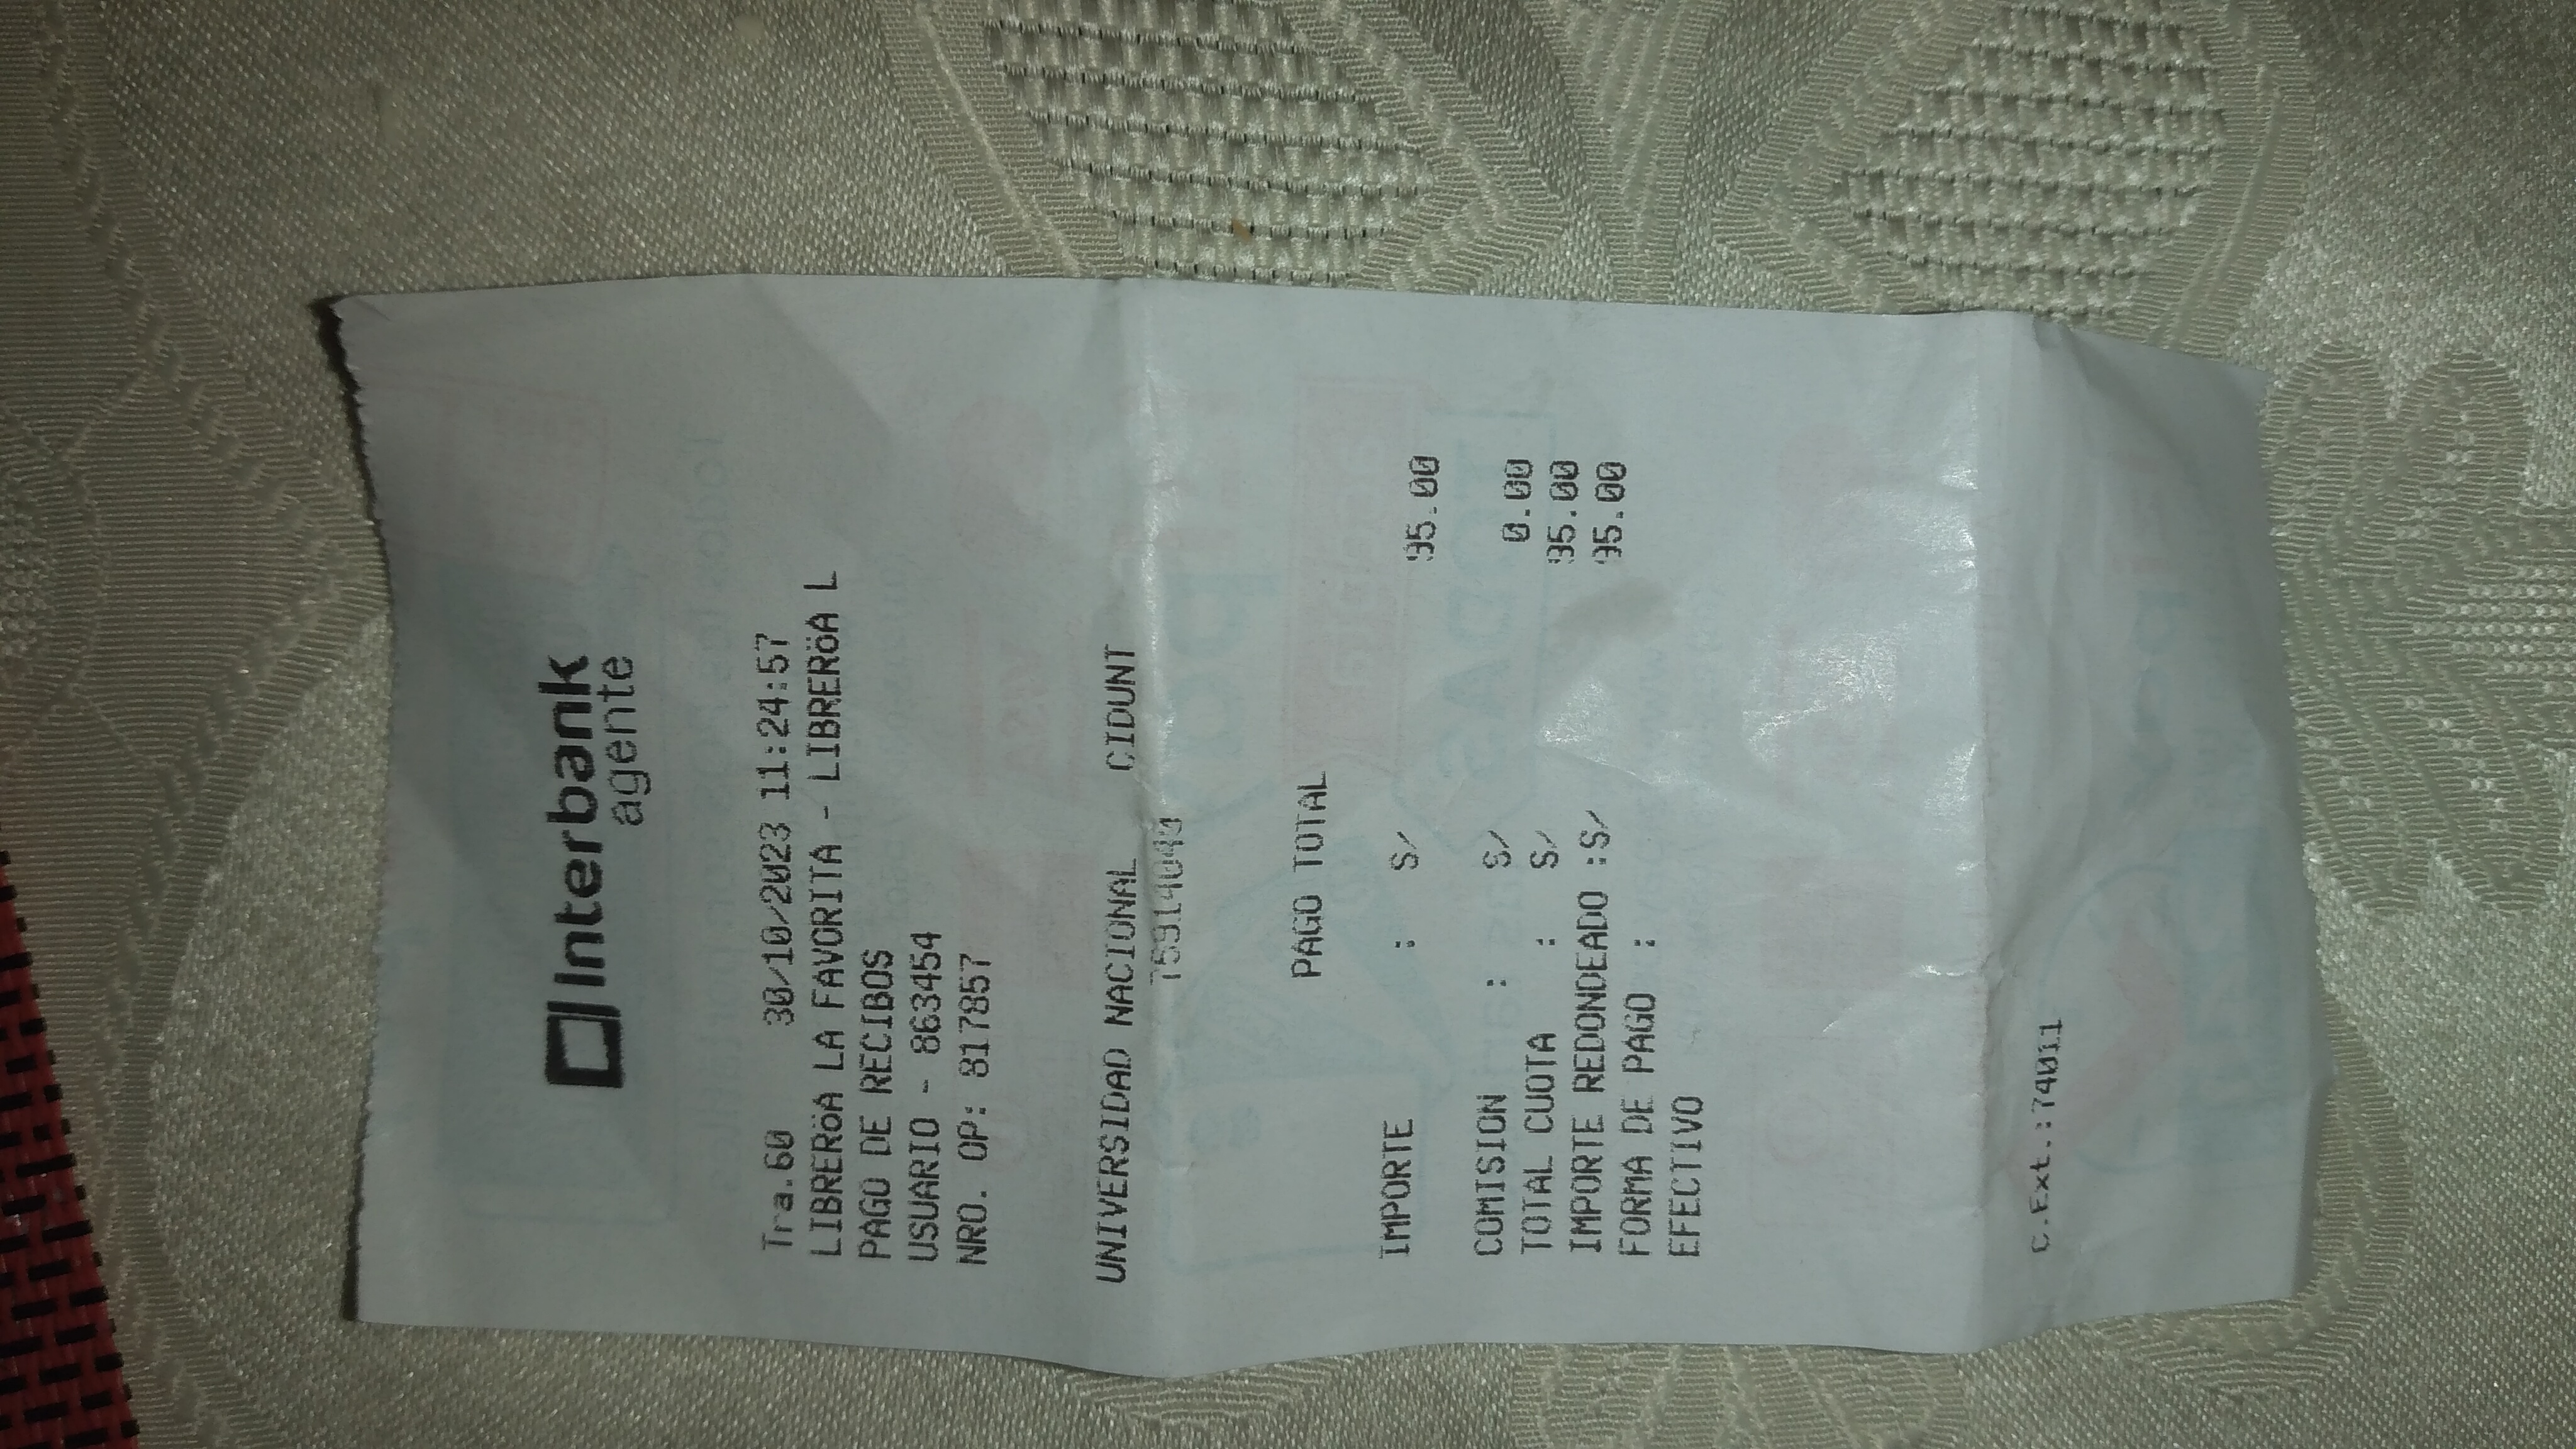 Interbank
agente
Tra.60 30/10/2023 11:24:57
LIBRERöA LA FAVORITA - LIBRERöA L
PAGO DE RECIBOS
USUARIO - 863454
NRO. OP: 817857
UNIVERSIDAD NACIONAL CIDUNT
PAGO TOTAL
IMPORTE : S/ 95.00
COMISION : S/ 0.00
TOTAL CUOTA : S/ 95.00
IMPORTE REDONDEADO :S/ 95.00
FORMA DE PAGO :
EFECTIVO
C.Ext.:74011